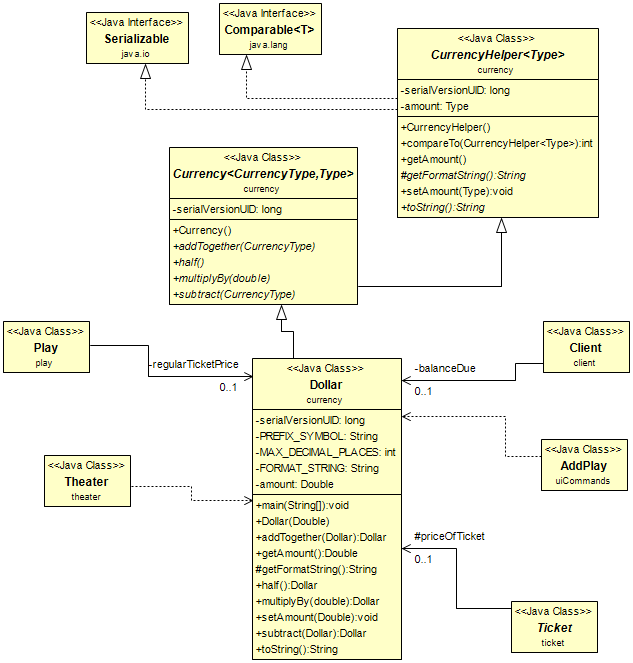 <<Java Interface>>
Serializable
java.io
<<Java Interface>>
Comparable<T>
java.lang
<<Java Class>>
CurrencyHelper<Type>
currency
-serialVersionUID: long
-amount: Type
+CurrencyHelper()
+compareTo(CurrencyHelper<Type>):int
+getAmount()
#getFormatString():String
+setAmount(Type):void
+toString():String
<<Java Class>>
Currency<CurrencyType,Type>
currency
-serialVersionUID: long
+Currency()
+addTogether(CurrencyType)
+half()
+multiplyBy(double)
+subtract(CurrencyType)
<<Java Class>>
Play
play
-regularTicketPrice
0..1
<<Java Class>>
Dollar
currency
-serialVersionUID: long
-PREFIX_SYMBOL: String
-MAX_DECIMAL_PLACES: int
-FORMAT_STRING: String
-amount: Double
+main(String[]):void
+Dollar(Double)
+addTogether(Dollar):Dollar
+getAmount():Double
#getFormatString():String
+half():Dollar
+multiplyBy(double):Dollar
+setAmount(Double):void
+subtract(Dollar):Dollar
+toString():String
-balanceDue
0..1
<<Java Class>>
Client
client
<<Java Class>>
AddPlay
uiCommands
<<Java Class>>
Theater
theater
#priceOfTicket
0..1
<<Java Class>>
Ticket
ticket